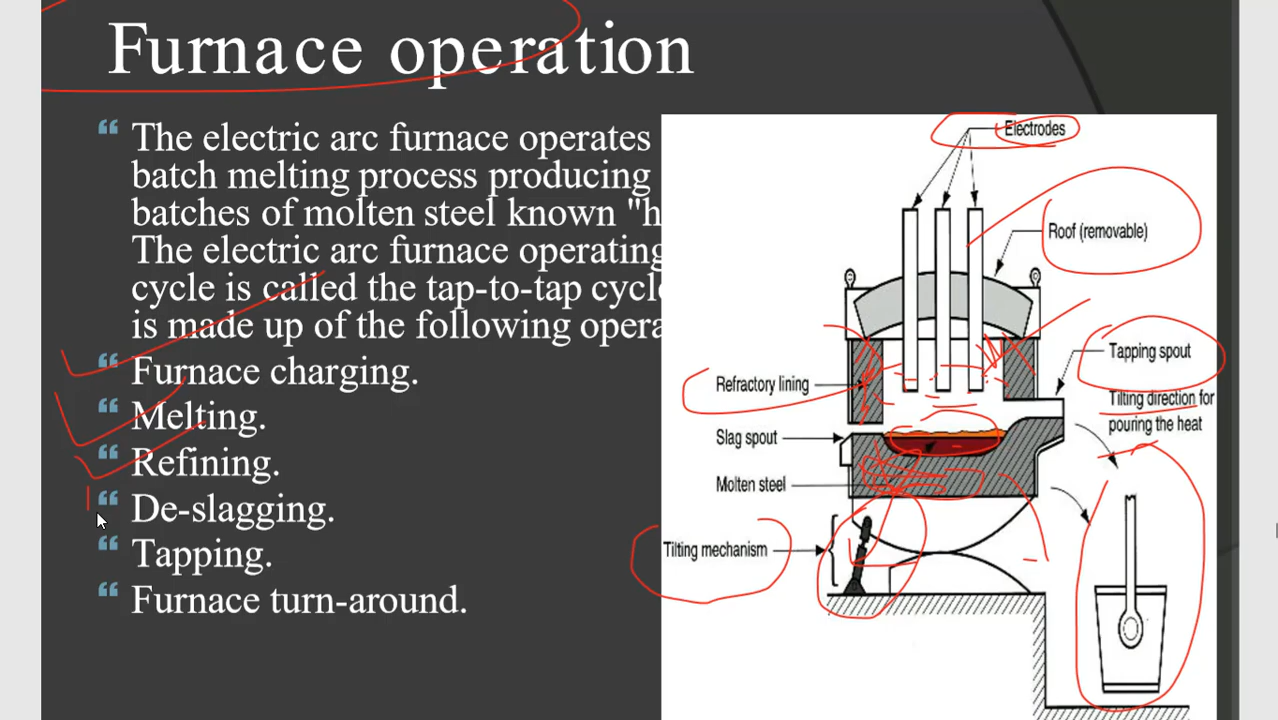 Furnace operation
“ The electric arc furnace operates
batch melting process producing
batches of molten steel known "h
The electric arc furnace operating
cycle is called the tap-to-tap cycle
is made up of the following opera
“ Furnace charging.
“ Melting.
“ Refining.
“ De-slagging.
“ Tapping.
“ Furnace turn-around.
Electrodes
Roof (removable)
Tapping spout
Refractory lining
Tilting direction for
pouring the heat
Slag spout
Molten steel
Tilting mechanism